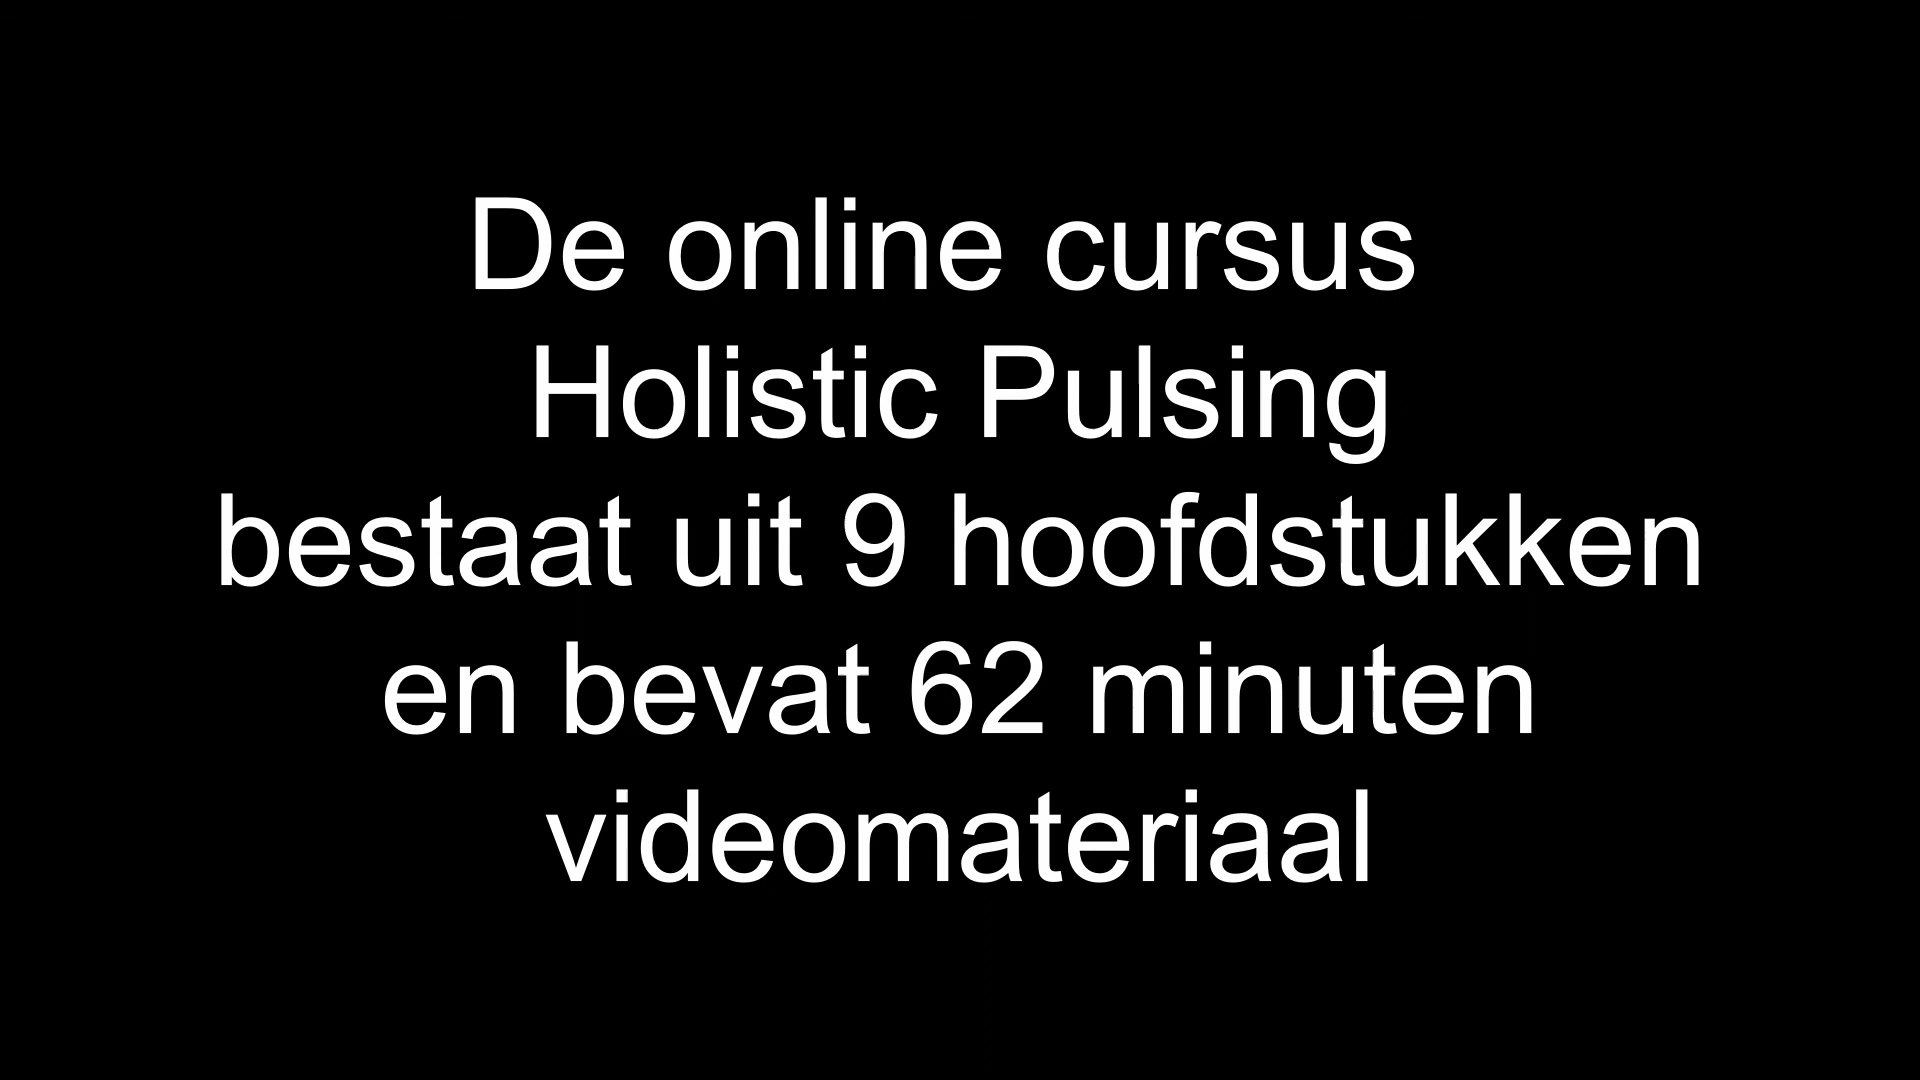 De online cursus
Holistic Pulsing
bestaat uit 9 hoofdstukken
en bevat 62 minuten
videomateriaal